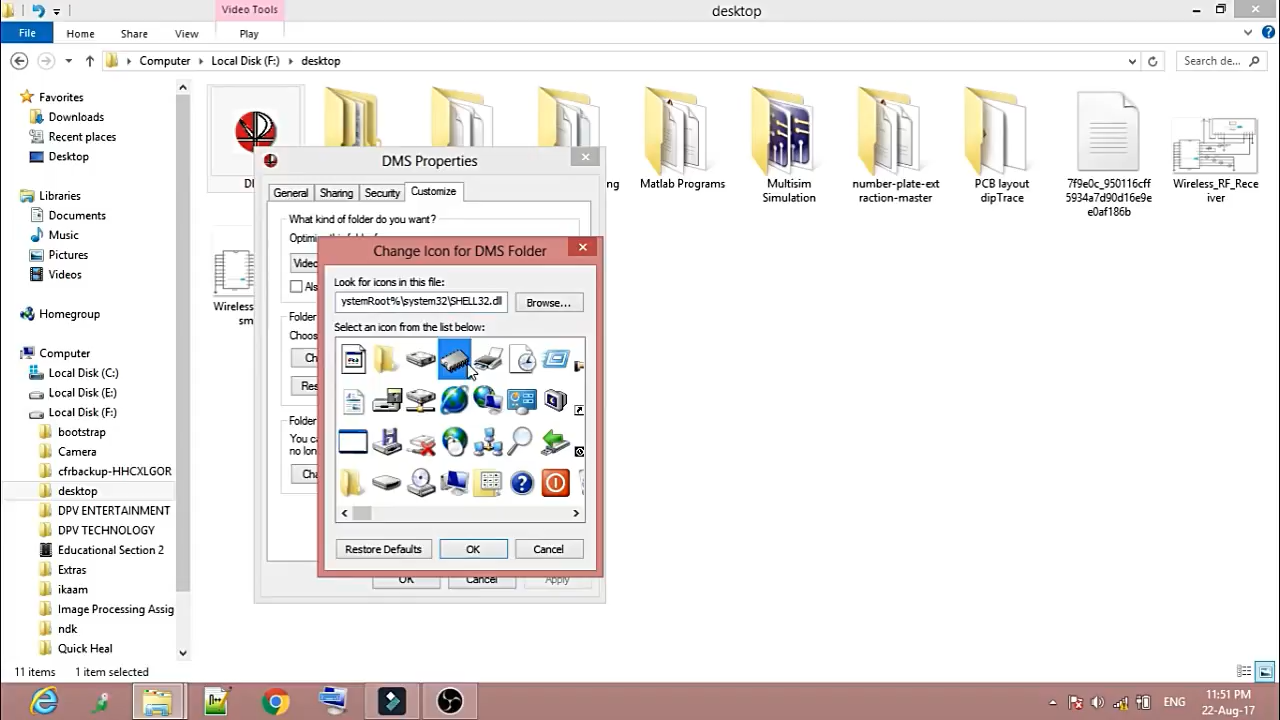 Video Tools
desktop
File
Home
Share
View
Play
Computer
Local Disk (F:)
desktop
Search de...
Favorites
Downloads
Recent places
Desktop
Libraries
Documents
Music
Pictures
Videos
Homegroup
Computer
Local Disk (C:)
Local Disk (E:)
Local Disk (F:)
bootstrap
Camera
cfrbackup-HHCXLGOR
desktop
DPV ENTERTAINMENT
DPV TECHNOLOGY
Educational Section 2
Extras
ikaam
Image Processing Assig
ndk
Quick Heal
Matlab Programs
Multisim
Simulation
number-plate-ext
raction-master
PCB layout
dipTrace
7f9e0c_950116cff
5934a7d90d16e9e
e0af186b
Wireless_RF_Rece
iver
DMS Properties
General
Sharing
Security
Customize
What kind of folder do you want?
Change Icon for DMS Folder
Look for icons in this file:
ystemRoot%\system32\SHELL32.dll
Browse...
Select an icon from the list below:
Restore Defaults
OK
Cancel
OK
Cancel
Apply
11 items
1 item selected
ENG
11:51 PM
22-Aug-17